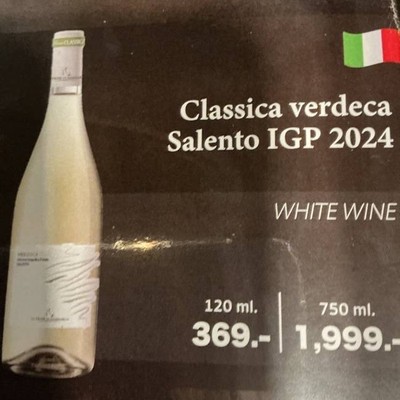 Classica verdeca
Salento IGP 2024
WHITE WINE
120 ml.
369.-
750 ml.
1,999.-